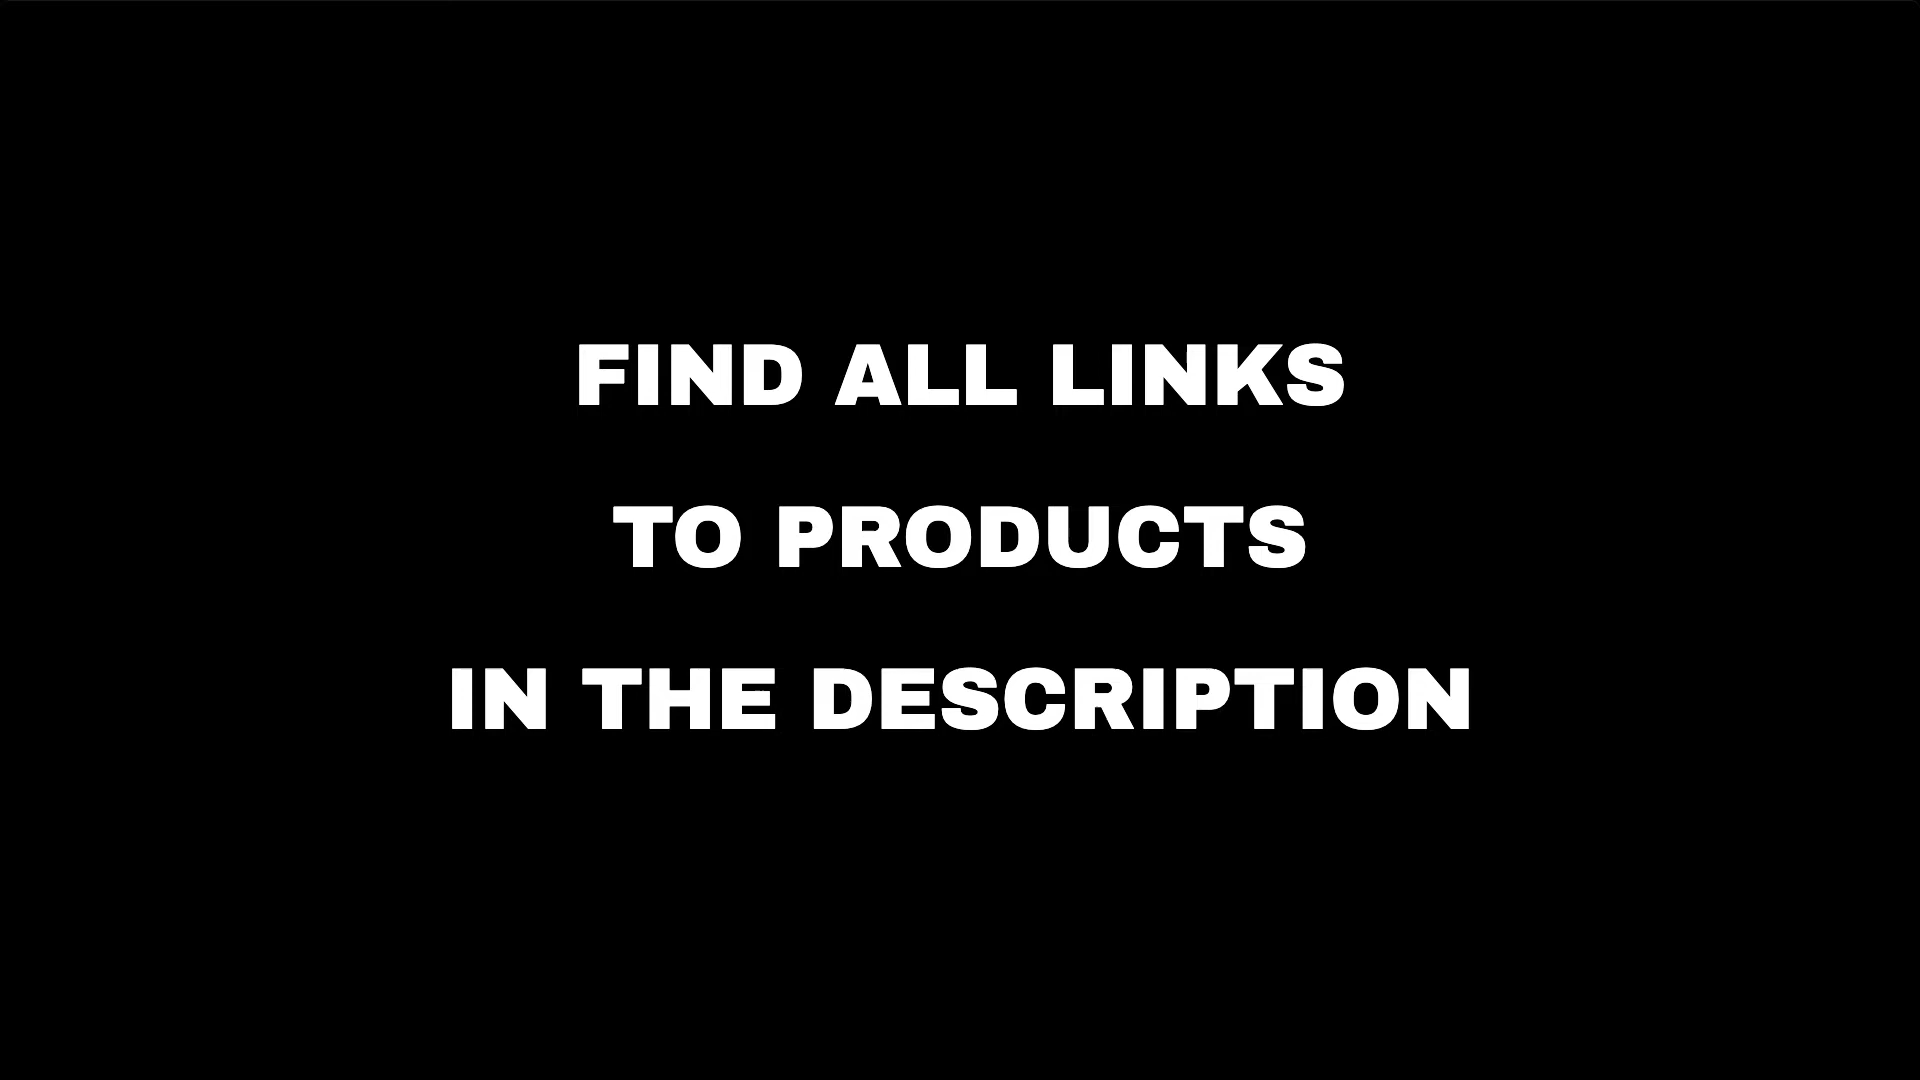 FIND ALL LINKS
TO PRODUCTS
IN THE DESCRIPTION